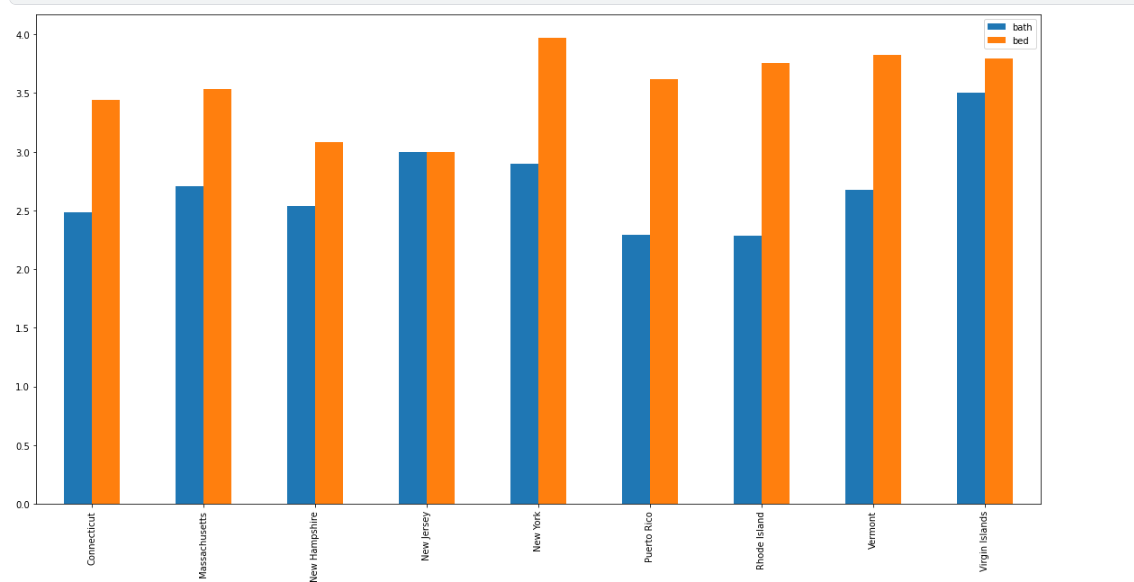 4.0
3.5
3.0
2.5
2.0
1.5
1.0
0.5
0.0
bath
bed
Connecticut
Massachusetts
New Hampshire
New Jersey
New York
Puerto Rico
Rhode Island
Vermont
Virgin Islands